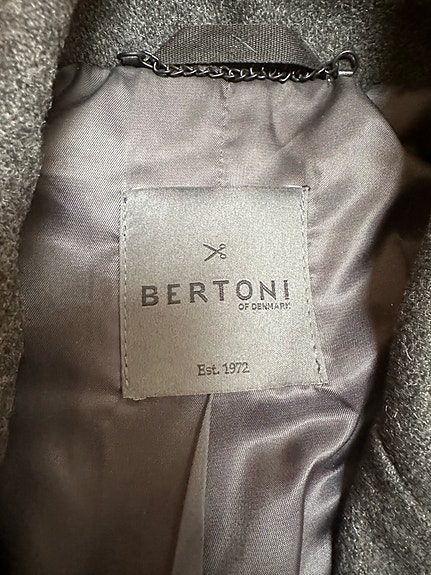 BERTONI
OF DENMARK
Est. 1972